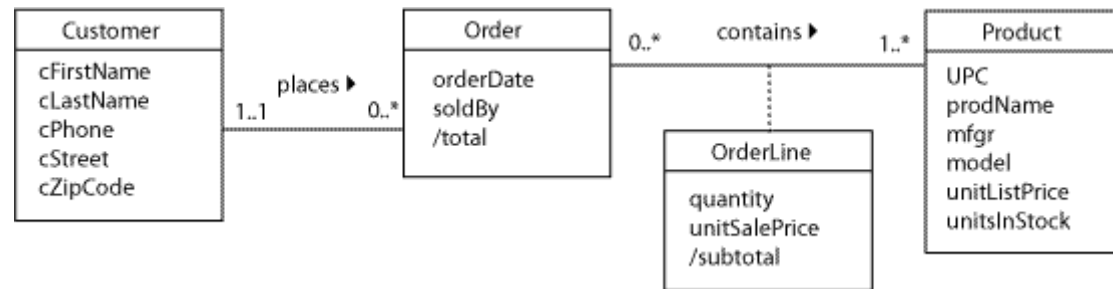 Customer
cFirstName
cLastName
cPhone
cStreet
cZipCode
places ▶
1..1
0..*
Order
orderDate
soldBy
/total
0..*
contains ▶
1..*
OrderLine
quantity
unitSalePrice
/subtotal
Product
UPC
prodName
mfgr
model
unitListPrice
unitsInStock